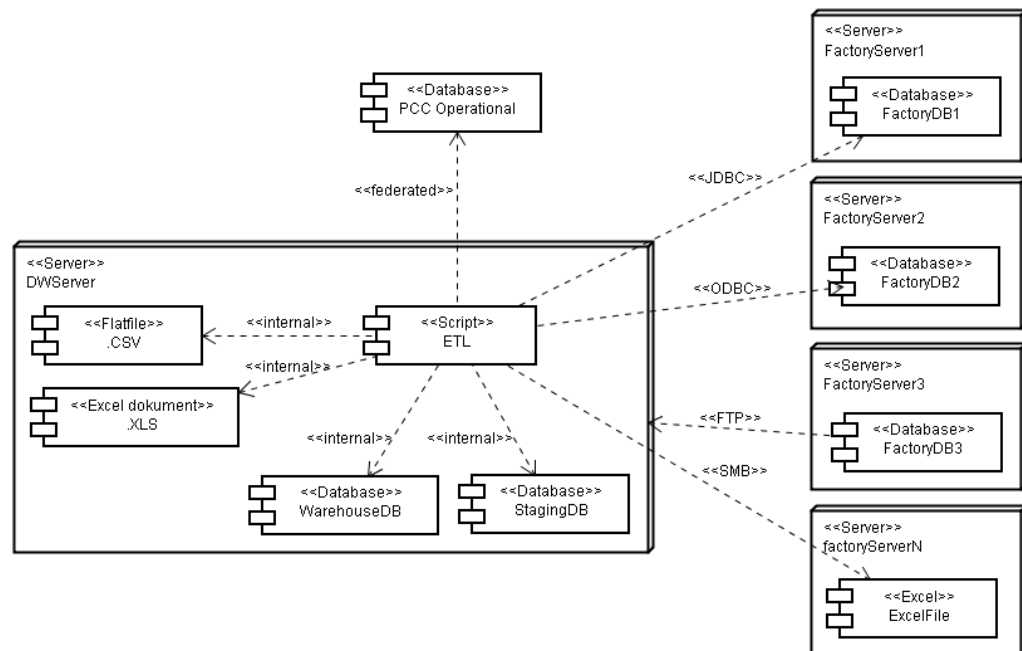 <<Server>>
FactoryServer1
<<Database>>
FactoryDB1
<<Database>>
PCC Operational
<<federated>>
<<JDBC>>
<<Server>>
FactoryServer2
<<Database>>
FactoryDB2
<<ODBC>>
<<Server>>
DWServer
<<Flatfile>>
.CSV
<<internal>>
<<Script>>
ETL
<<internal>>
<<Excel dokument>>
.XLS
<<internal>>
<<internal>>
<<Database>>
WarehouseDB
<<Database>>
StagingDB
<<Server>>
FactoryServer3
<<Database>>
FactoryDB3
<<FTP>>
<<SMB>>
<<Server>>
factoryServerN
<<Excel>>
ExcelFile